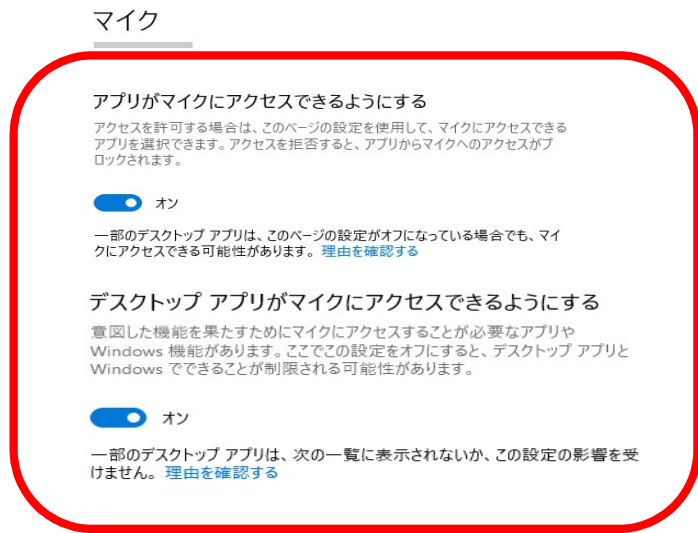 マイク
アプリがマイクにアクセスできるようにする
アクセスを許可する場合は、このページの設定を使用して、マイクにアクセスできる
アプリを選択できます。アクセスを拒否すると、アプリからマイクへのアクセスがブ
ロックされます。
オン
一部のデスクトップ アプリは、このページの設定がオフになっている場合でも、マイ
クにアクセスできる可能性があります。 理由を確認する
デスクトップ アプリがマイクにアクセスできるようにする
意図した機能を果たすためにマイクにアクセスすることが必要なアプリや
Windows 機能があります。ここでこの設定をオフにすると、デスクトップ アプリと
Windows でできることが制限される可能性があります。
オン
一部のデスクトップ アプリは、次の一覧に表示されないか、この設定の影響を受
けません。 理由を確認する